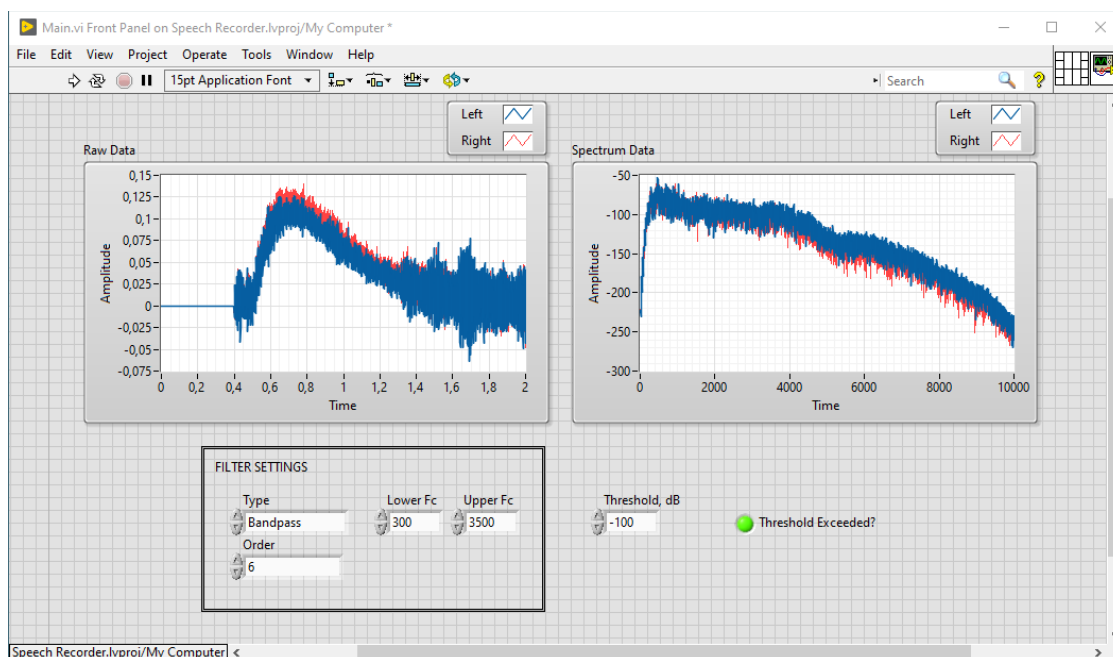 Main.vi Front Panel on Speech Recorder.lvproj/My Computer *
File Edit View Project Operate Tools Window Help
15pt Application Font
Search
Left
Right
Raw Data
0,15
0,125
0,1
0,075
0,05
0,025
0
-0,025
-0,05
-0,075
Amplitude
0 0,2 0,4 0,6 0,8 1 1,2 1,4 1,6 1,8 2
Time
Left
Right
Spectrum Data
-50
-100
-150
-200
-250
-300
Amplitude
0 2000 4000 6000 8000 10000
Time
FILTER SETTINGS
Type Lower Fc Upper Fc
Bandpass 300 3500
Order
6
Threshold, dB
-100 Threshold Exceeded?
Speech Recorder.lvproj/My Computer